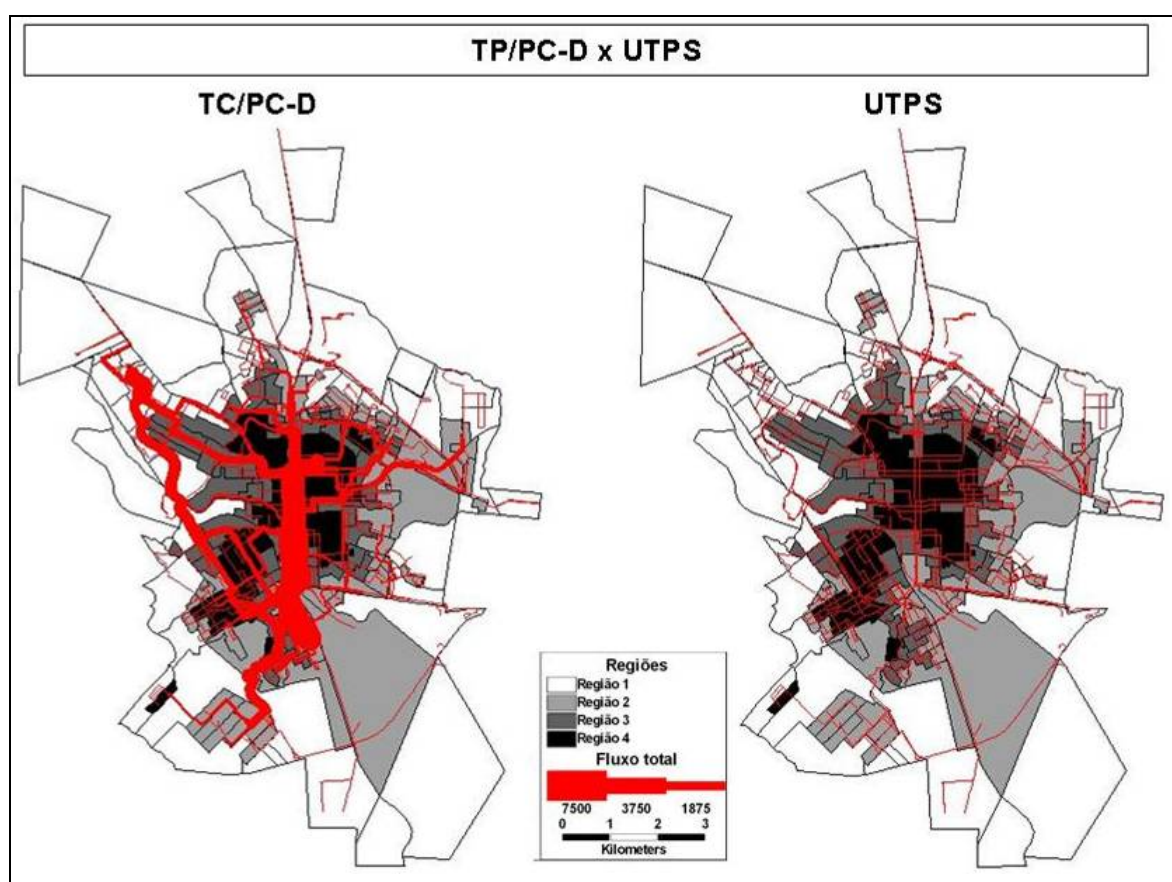 TP/PC-D x UTPS
TC/PC-D
UTPS
Regiões
Região 1
Região 2
Região 3
Região 4
Fluxo total
7500 3750 1875
0 1 2 3
Kilometers